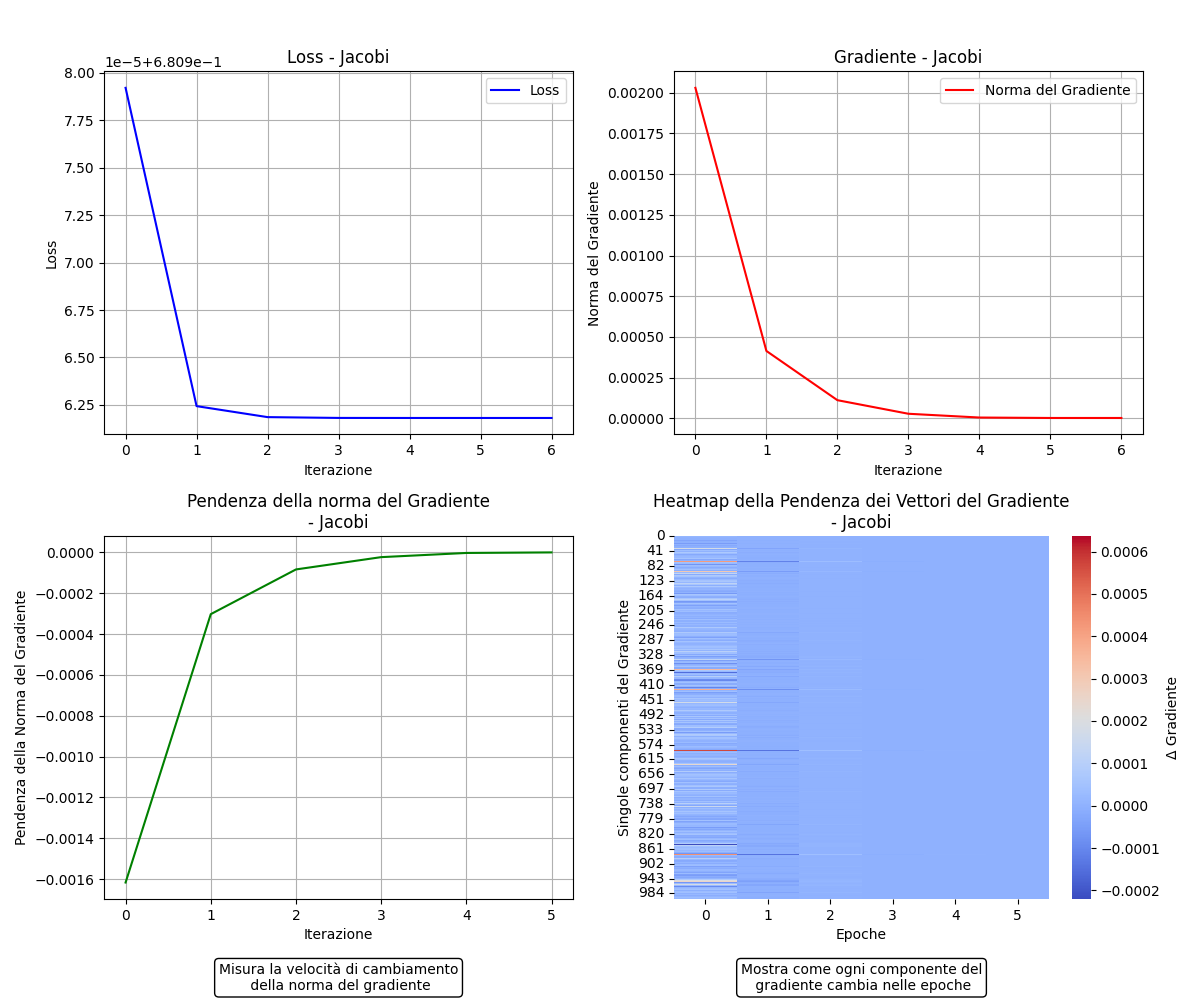 Loss - Jacobi
1e-5+6.809e-1
8.00
7.75
7.50
7.25
7.00
6.75
6.50
6.25
Loss
Loss
0 1 2 3 4 5 6
Iterazione
Gradiente - Jacobi
0.00200
0.00175
0.00150
0.00125
0.00100
0.00075
0.00050
0.00025
0.00000
Norma del Gradiente
Norma del Gradiente
0 1 2 3 4 5 6
Iterazione
Pendenza della norma del Gradiente
- Jacobi
0.0000
−0.0002
−0.0004
−0.0006
−0.0008
−0.0010
−0.0012
−0.0014
−0.0016
Pendenza della Norma del Gradiente
0 1 2 3 4 5
Iterazione
Misura la velocità di cambiamento
della norma del gradiente
Heatmap della Pendenza dei Vettori del Gradiente
- Jacobi
0
41
82
123
164
205
246
287
328
369
410
451
492
533
574
615
656
697
738
779
820
861
902
943
984
Singole componenti del Gradiente
0 1 2 3 4 5
Epoche
0.0006
0.0005
0.0004
0.0003
0.0002
0.0001
0.0000
−0.0001
−0.0002
Δ Gradiente
Mostra come ogni componente del
gradiente cambia nelle epoche